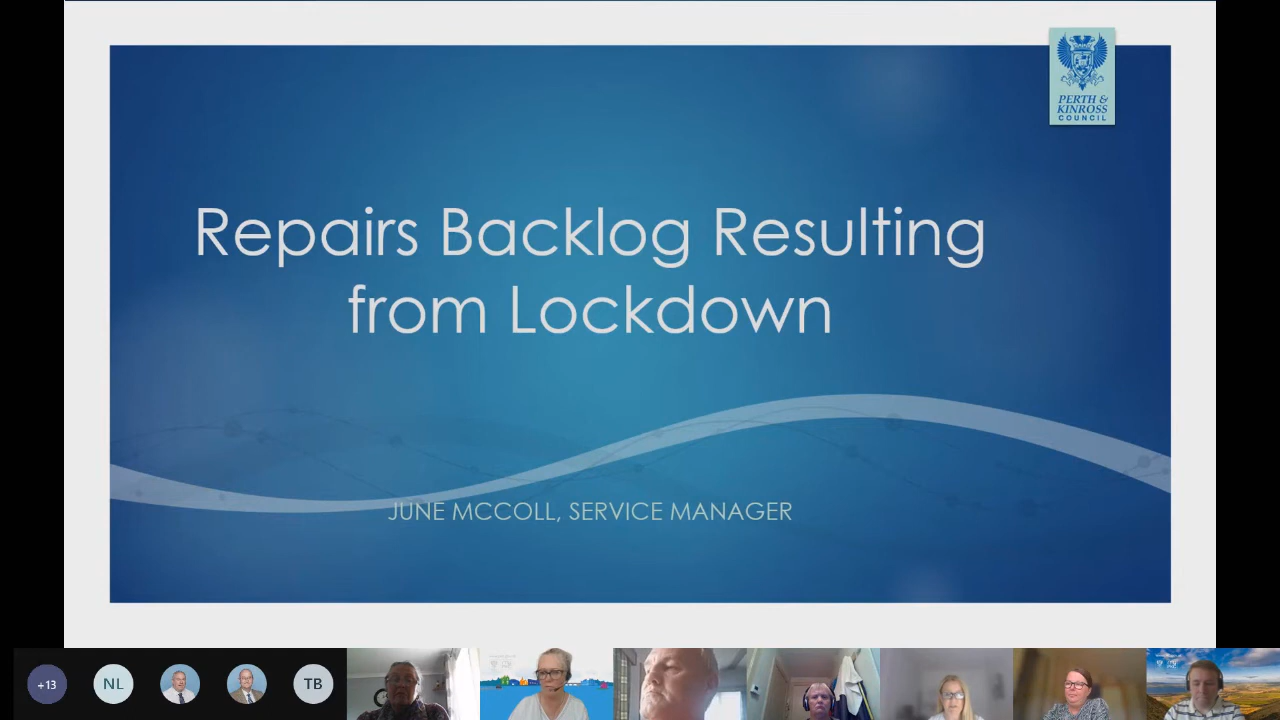 PERTH &
KINROSS
COUNCIL
Repairs Backlog Resulting
from Lockdown
JUNE MCCOLL, SERVICE MANAGER
+13
NL
TB